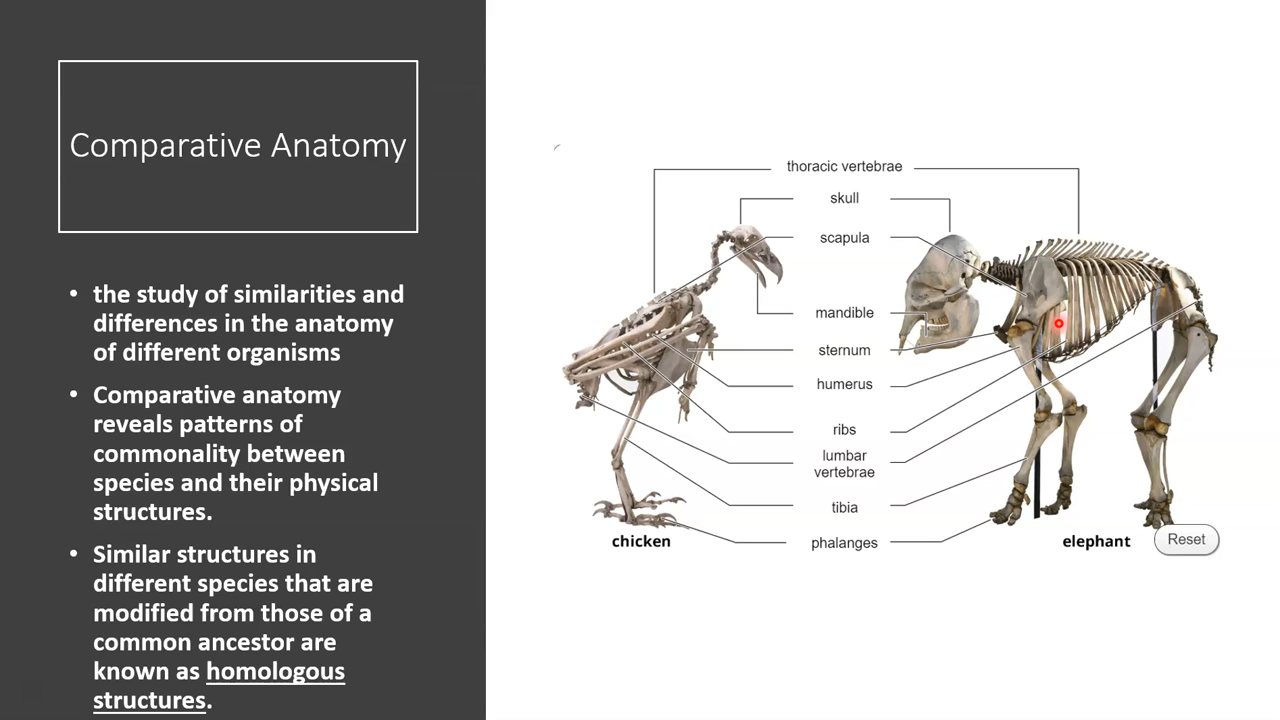 Comparative Anatomy
• the study of similarities and
differences in the anatomy
of different organisms
• Comparative anatomy
reveals patterns of
commonality between
species and their physical
structures.
• Similar structures in
different species that are
modified from those of a
common ancestor are
known as homologous
structures.
thoracic vertebrae
skull
scapula
mandible
sternum
humerus
ribs
lumbar
vertebrae
tibia
phalanges
chicken
elephant
Reset